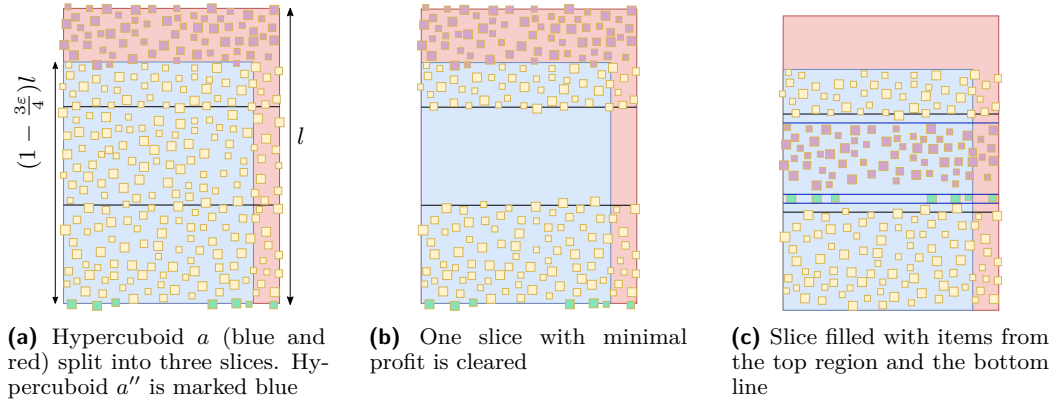 (1 − 3ε/4)l
l
(a) Hypercuboid a (blue and
red) split into three slices. Hy-
percuboid a′′ is marked blue
(b) One slice with minimal
profit is cleared
(c) Slice filled with items from
the top region and the bottom
line